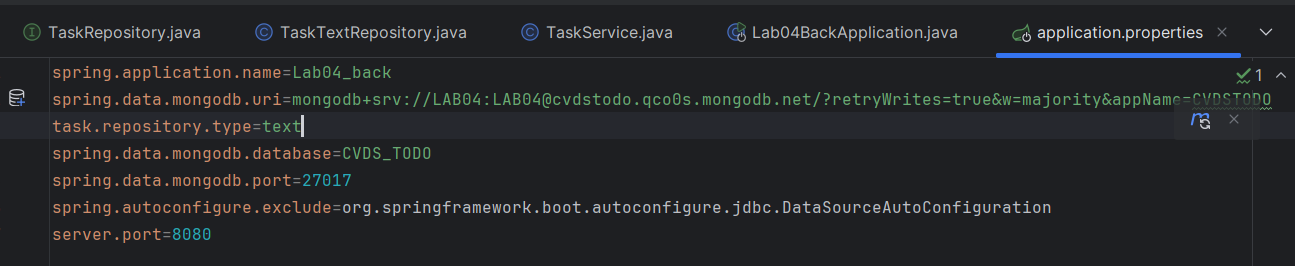 TaskRepository.java TaskTextRepository.java TaskService.java Lab04BackApplication.java application.properties
spring.application.name=Lab04_back 1
spring.data.mongodb.uri=mongodb+srv://LAB04:LAB04@cvdstodo.qco0s.mongodb.net/?retryWrites=true&w=majority&appName=CVDSTODO
task.repository.type=text
spring.data.mongodb.database=CVDS_TODO
spring.data.mongodb.port=27017
spring.autoconfigure.exclude=org.springframework.boot.autoconfigure.jdbc.DataSourceAutoConfiguration
server.port=8080